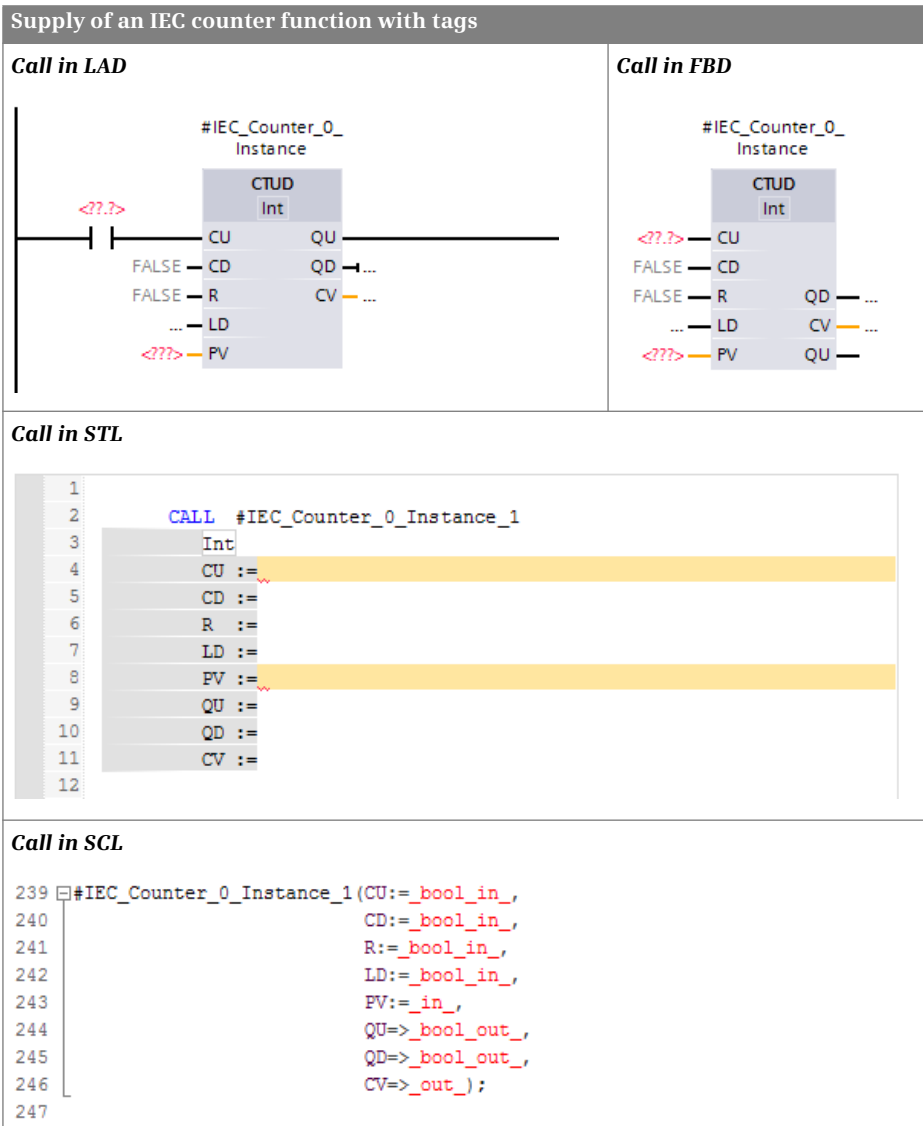 Supply of an IEC counter function with tags
Call in LAD
#IEC_Counter_0_
Instance
CTUD
Int
<??.?>
CU QU
FALSE CD QD ...
FALSE R CV ...
... LD
<???> PV
Call in FBD
#IEC_Counter_0_
Instance
CTUD
Int
<??.?> CU
FALSE CD
FALSE R QD ...
... LD CV ...
<???> PV QU
Call in STL
1
2 CALL #IEC_Counter_0_Instance_1
3 Int
4 CU :=
5 CD :=
6 R :=
7 LD :=
8 PV :=
9 QU :=
10 QD :=
11 CV :=
12
Call in SCL
239 #IEC_Counter_0_Instance_1(CU:=_bool_in_,
240 CD:=_bool_in_,
241 R:=_bool_in_,
242 LD:=_bool_in_,
243 PV:=_in_,
244 QU=>_bool_out_,
245 QD=>_bool_out_,
246 CV=>_out_);
247